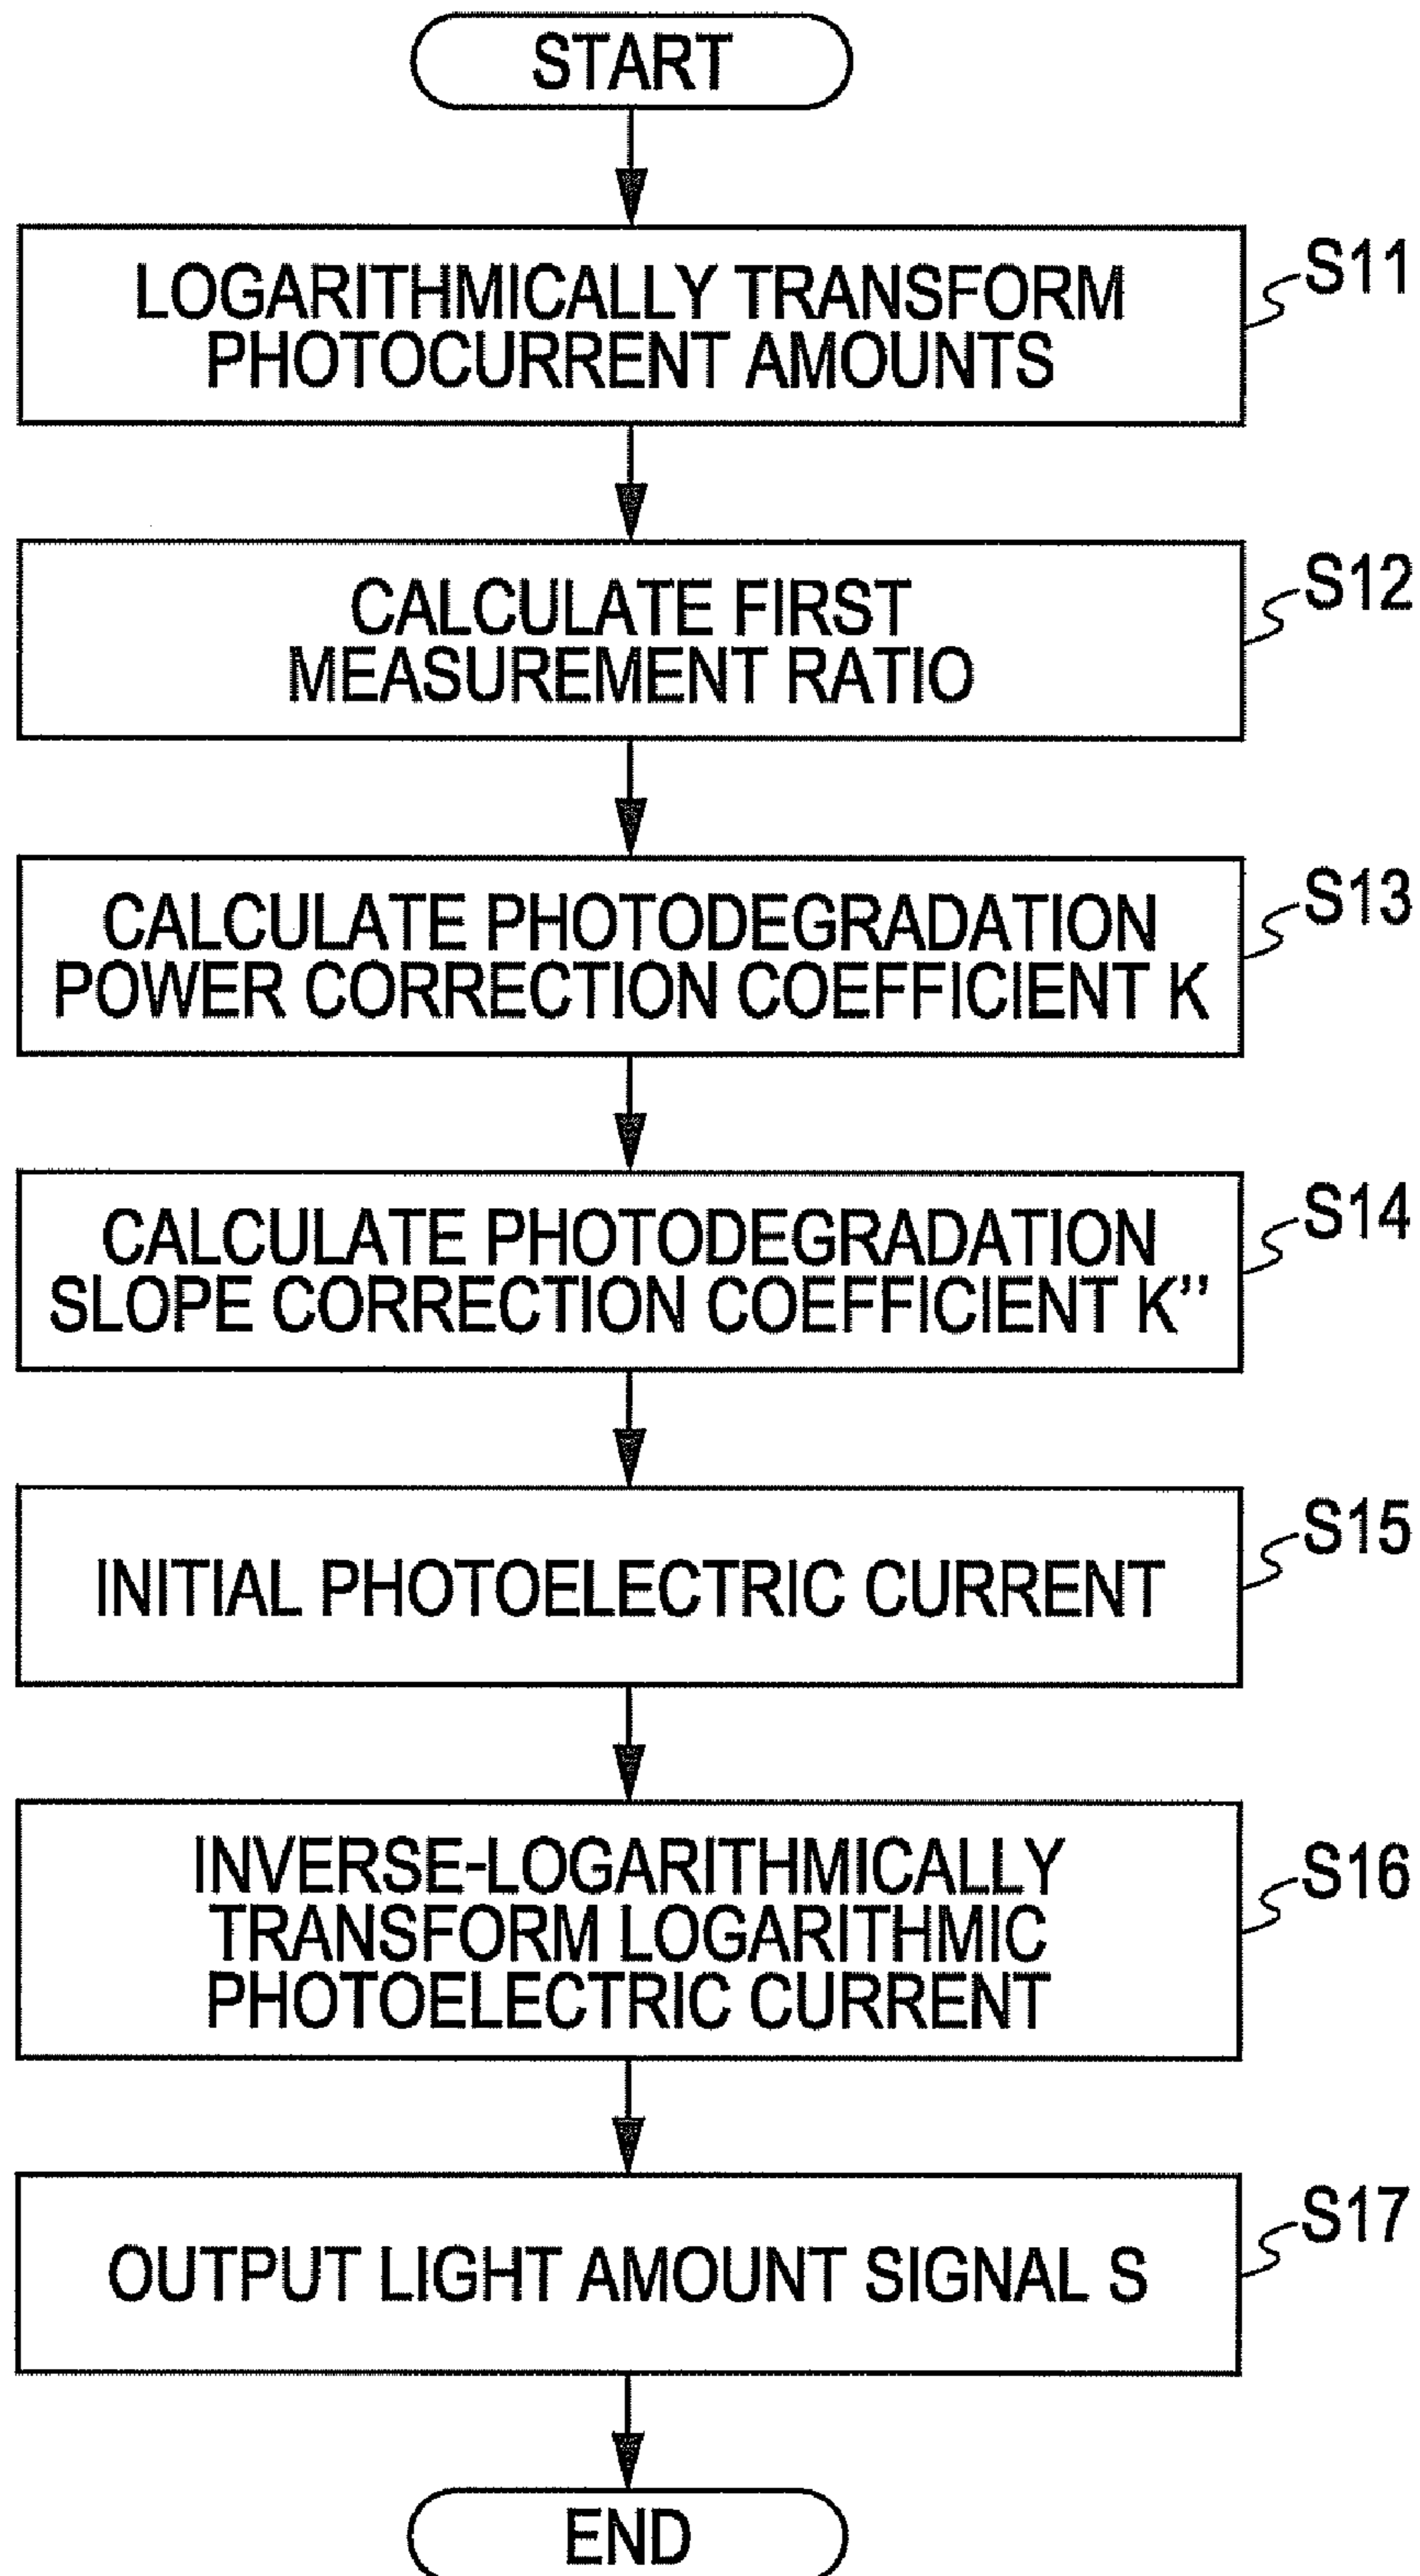 START
LOGARITHMICALLY TRANSFORM
PHOTOCURRENT AMOUNTS
S11
CALCULATE FIRST
MEASUREMENT RATIO
S12
CALCULATE PHOTODEGRADATION
POWER CORRECTION COEFFICIENT K
S13
CALCULATE PHOTODEGRADATION
SLOPE CORRECTION COEFFICIENT K''
S14
INITIAL PHOTOELECTRIC CURRENT
S15
INVERSE-LOGARITHMICALLY
TRANSFORM LOGARITHMIC
PHOTOELECTRIC CURRENT
S16
OUTPUT LIGHT AMOUNT SIGNAL S
S17
END